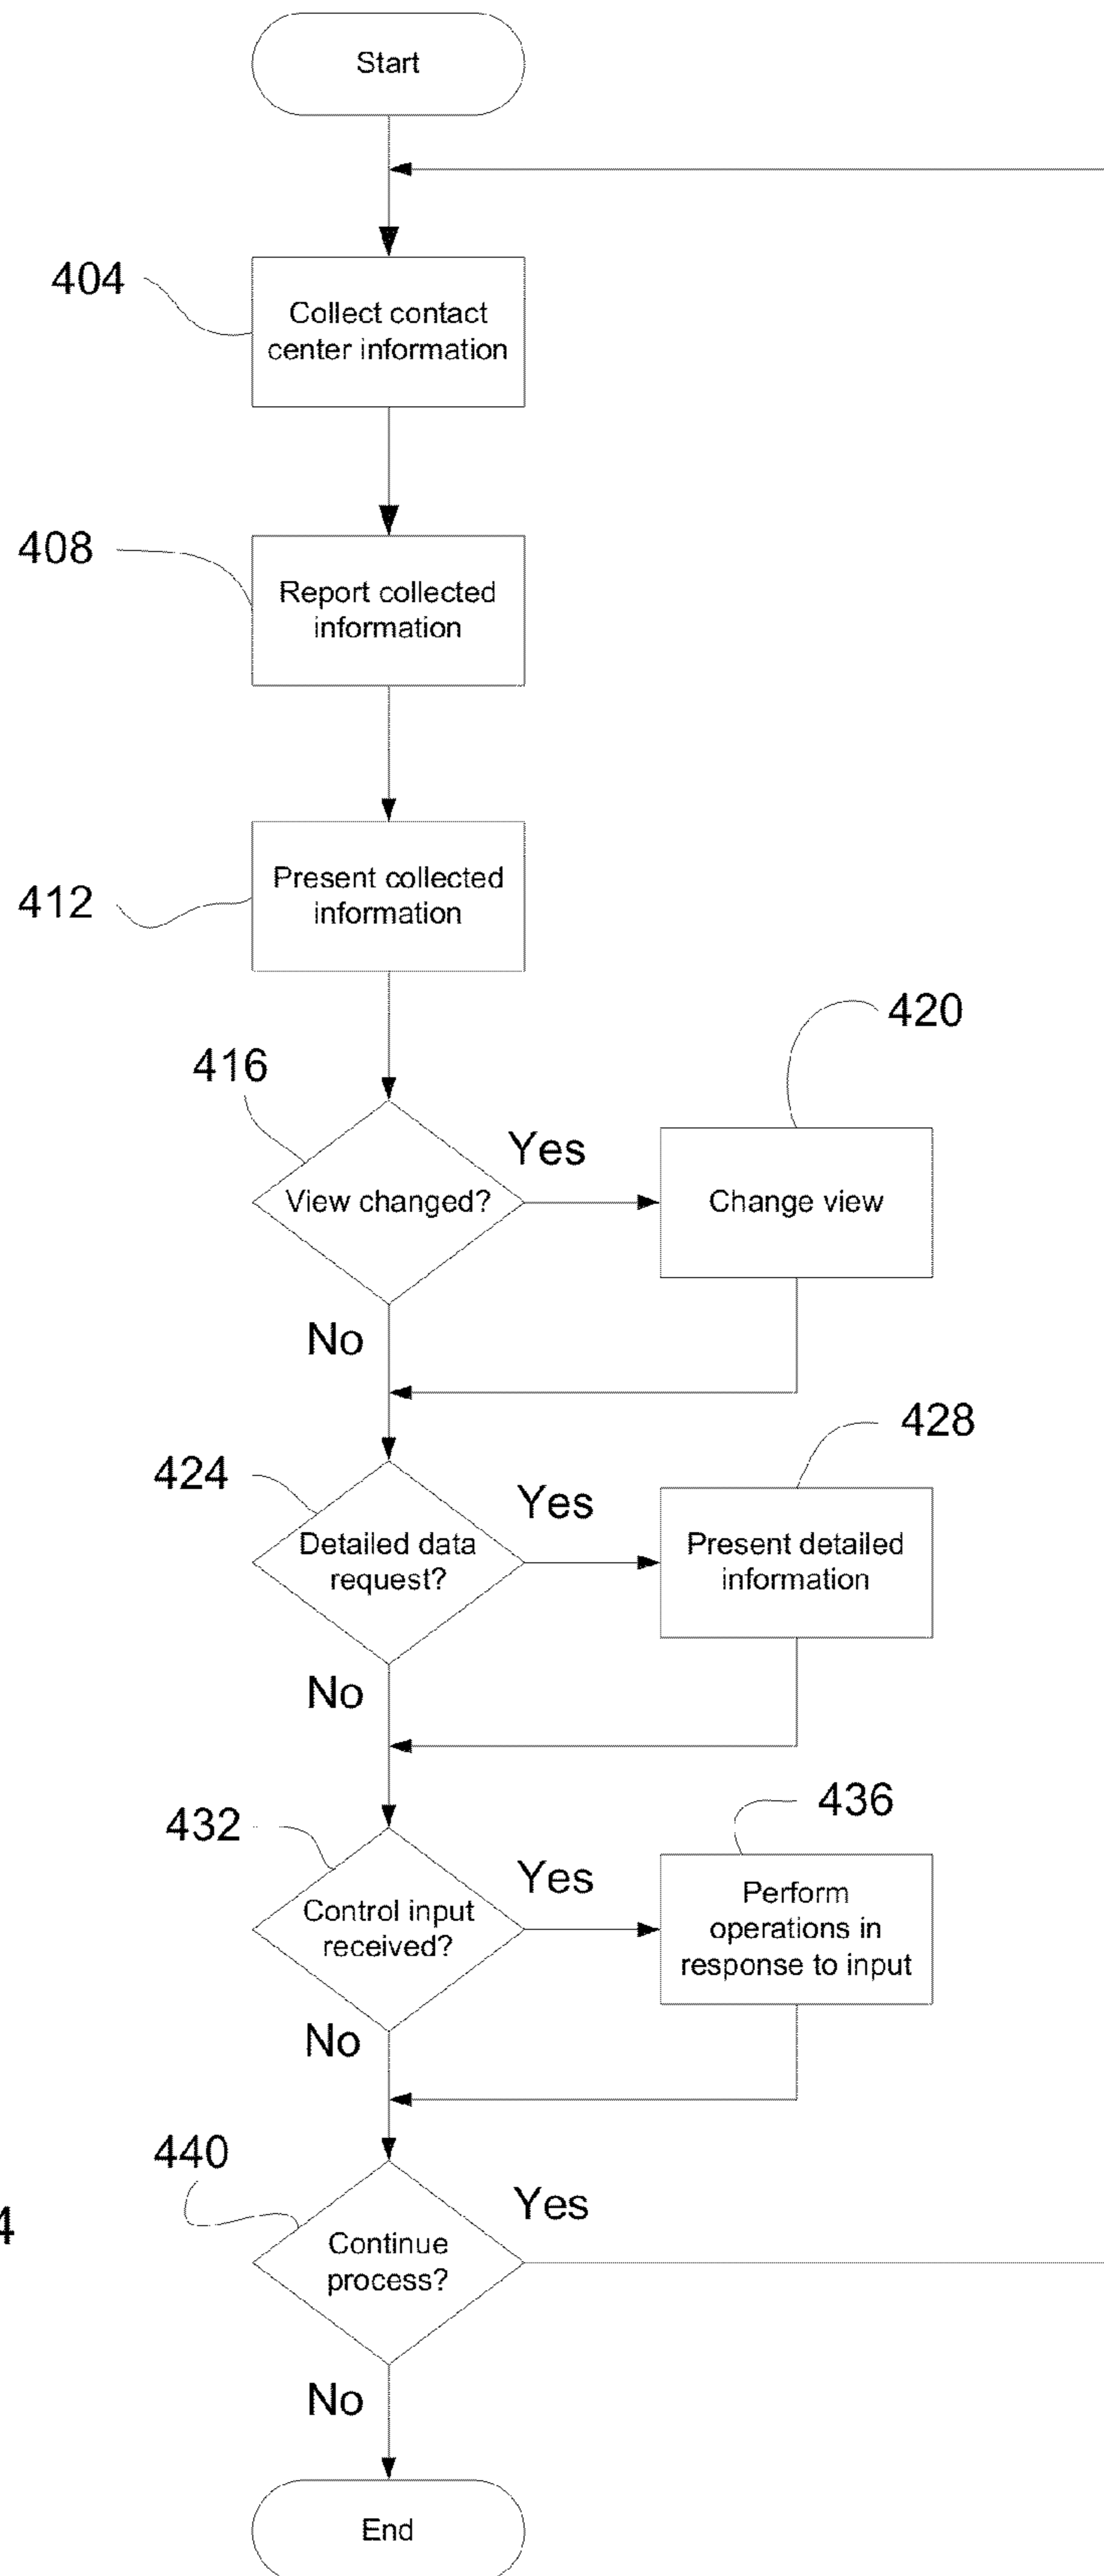 Start
404
Collect contact
center information
408
Report collected
information
412
Present collected
information
420
416
Yes
View changed?
Change view
No
428
424
Yes
Detailed data
request?
Present detailed
information
No
436
432
Yes
Control input
received?
Perform
operations in
response to input
No
440
Yes
4
Continue
process?
No
End